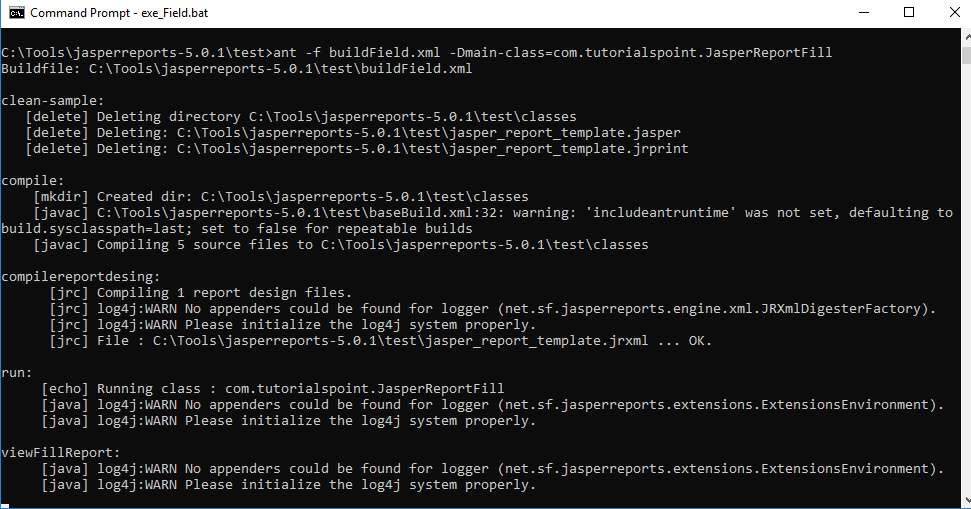 Command Prompt - exe_Field.bat
C:\Tools\jasperreports-5.0.1\test>ant -f buildField.xml -Dmain-class=com.tutorialspoint.JasperReportFill
Buildfile: C:\Tools\jasperreports-5.0.1\test\buildField.xml
clean-sample:
[delete] Deleting directory C:\Tools\jasperreports-5.0.1\test\classes
[delete] Deleting: C:\Tools\jasperreports-5.0.1\test\jasper_report_template.jasper
[delete] Deleting: C:\Tools\jasperreports-5.0.1\test\jasper_report_template.jrprint
compile:
[mkdir] Created dir: C:\Tools\jasperreports-5.0.1\test\classes
[javac] C:\Tools\jasperreports-5.0.1\test\baseBuild.xml:32: warning: 'includeantruntime' was not set, defaulting to
build.sysclasspath=last; set to false for repeatable builds
[javac] Compiling 5 source files to C:\Tools\jasperreports-5.0.1\test\classes
compilereportdesing:
[jrc] Compiling 1 report design files.
[jrc] log4j:WARN No appenders could be found for logger (net.sf.jasperreports.engine.xml.JRXmlDigesterFactory).
[jrc] log4j:WARN Please initialize the log4j system properly.
[jrc] File : C:\Tools\jasperreports-5.0.1\test\jasper_report_template.jrxml ... OK.
run:
[echo] Running class : com.tutorialspoint.JasperReportFill
[java] log4j:WARN No appenders could be found for logger (net.sf.jasperreports.extensions.ExtensionsEnvironment).
[java] log4j:WARN Please initialize the log4j system properly.
viewFillReport:
[java] log4j:WARN No appenders could be found for logger (net.sf.jasperreports.extensions.ExtensionsEnvironment).
[java] log4j:WARN Please initialize the log4j system properly.